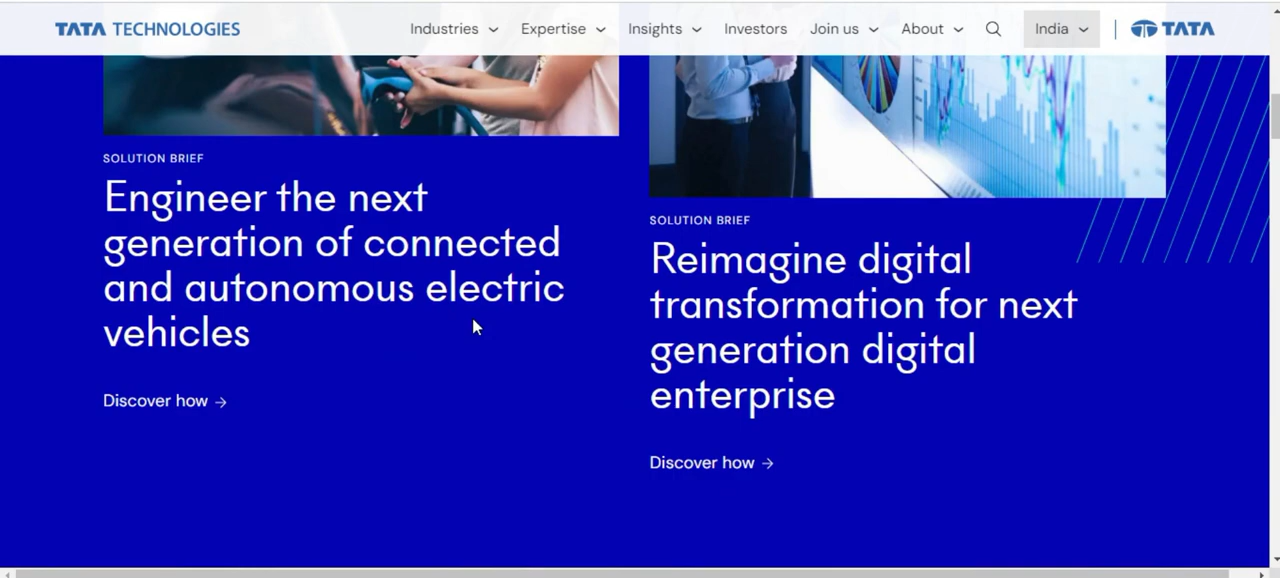 TATA TECHNOLOGIES
Industries
Expertise
Insights
Investors
Join us
About
India
TATA
SOLUTION BRIEF
Engineer the next
generation of connected
and autonomous electric
vehicles
Discover how →
SOLUTION BRIEF
Reimagine digital
transformation for next
generation digital
enterprise
Discover how →